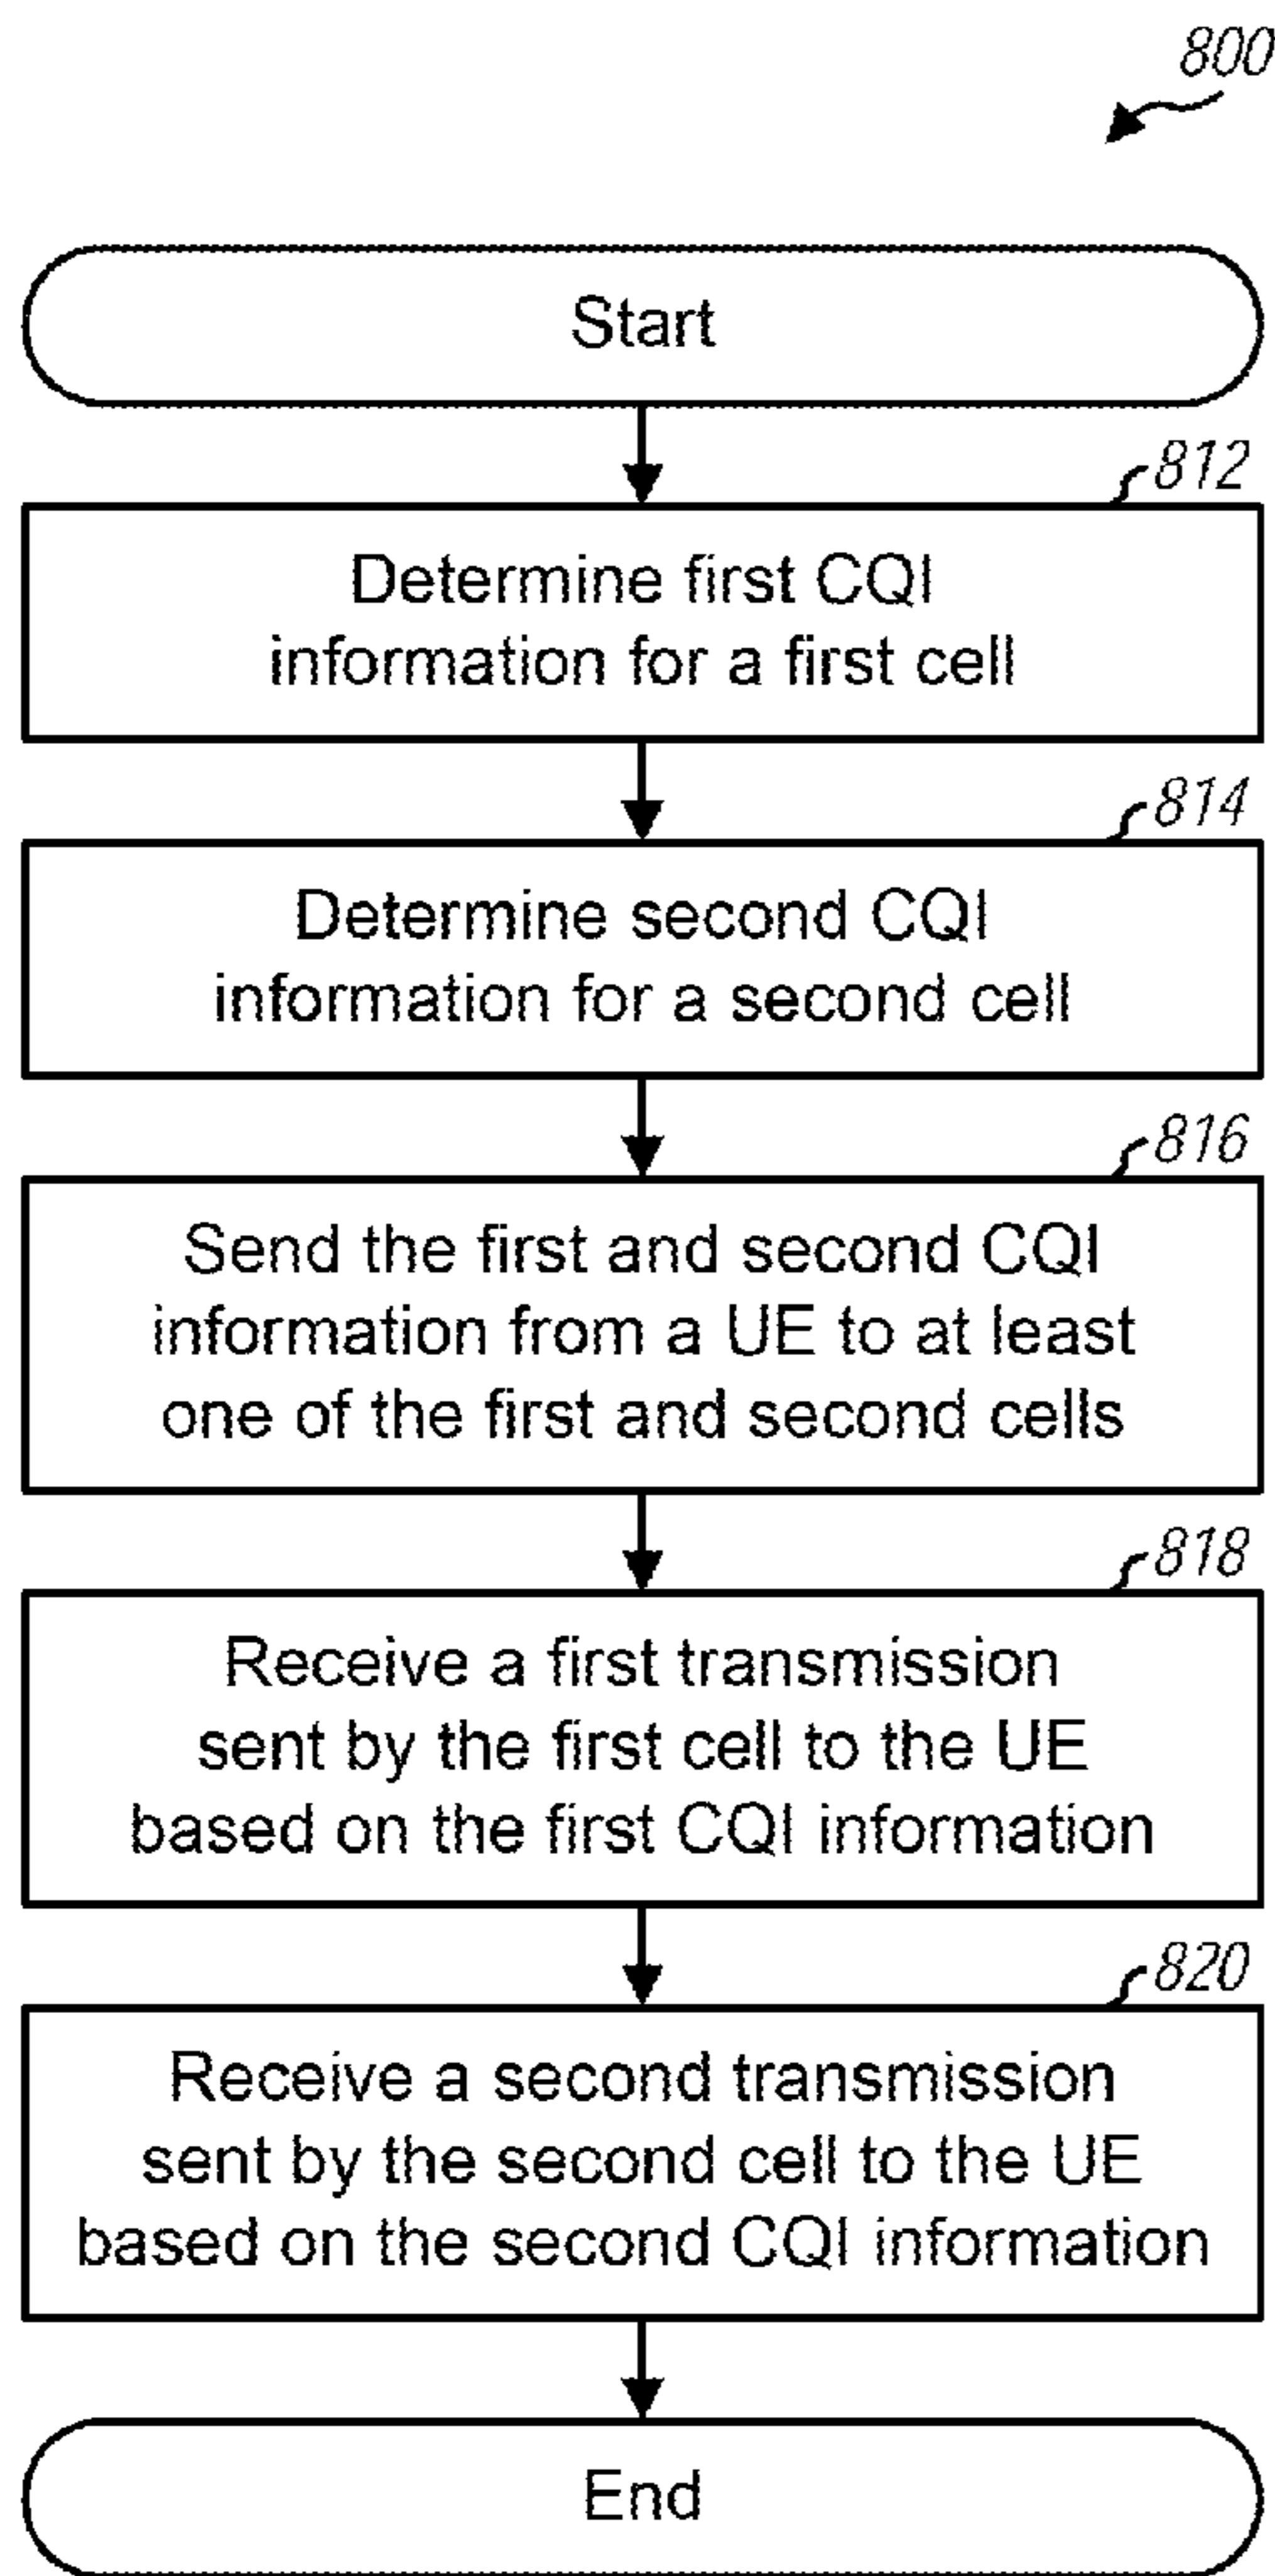 800
Start
812
Determine first CQI
information for a first cell
814
Determine second CQI
information for a second cell
816
Send the first and second CQI
information from a UE to at least
one of the first and second cells
818
Receive a first transmission
sent by the first cell to the UE
based on the first CQI information
820
Receive a second transmission
sent by the second cell to the UE
based on the second CQI information
End